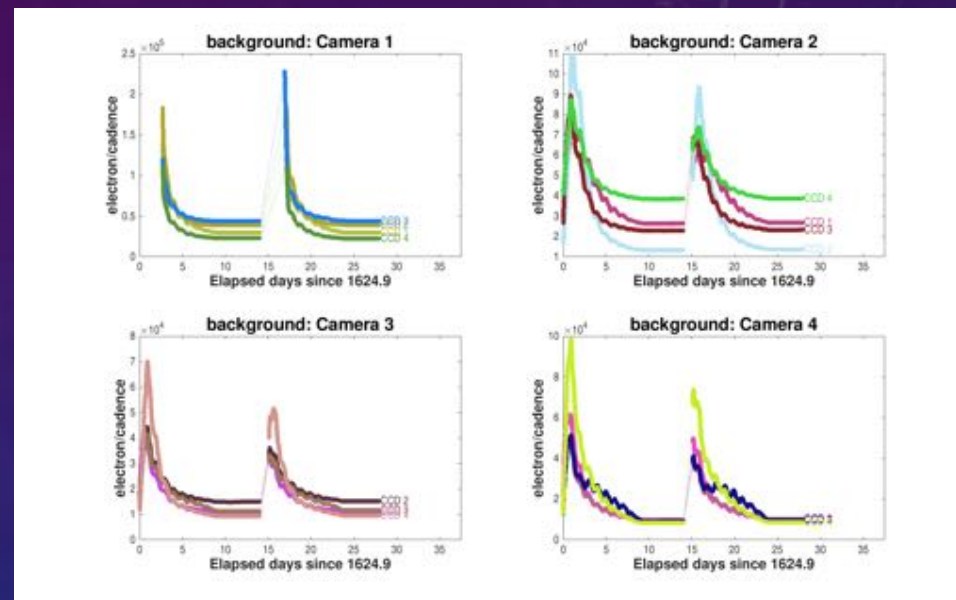 background: Camera 1
×10⁵
2.5
2
1.5
1
0.5
0
electron/cadence
CCD 3
CCD 4
0 5 10 15 20 25 30 35
Elapsed days since 1624.9
background: Camera 2
×10⁴
11
10
9
8
7
6
5
4
3
2
1
electron/cadence
CCD 4
CCD 1
CCD 3
0 5 10 15 20 25 30 35
Elapsed days since 1624.9
background: Camera 3
×10⁴
8
7
6
5
4
3
2
1
0
electron/cadence
CCD 2
0 5 10 15 20 25 30 35
Elapsed days since 1624.9
background: Camera 4
×10⁴
10
8
6
4
2
0
electron/cadence
CCD
0 5 10 15 20 25 30 35
Elapsed days since 1624.9